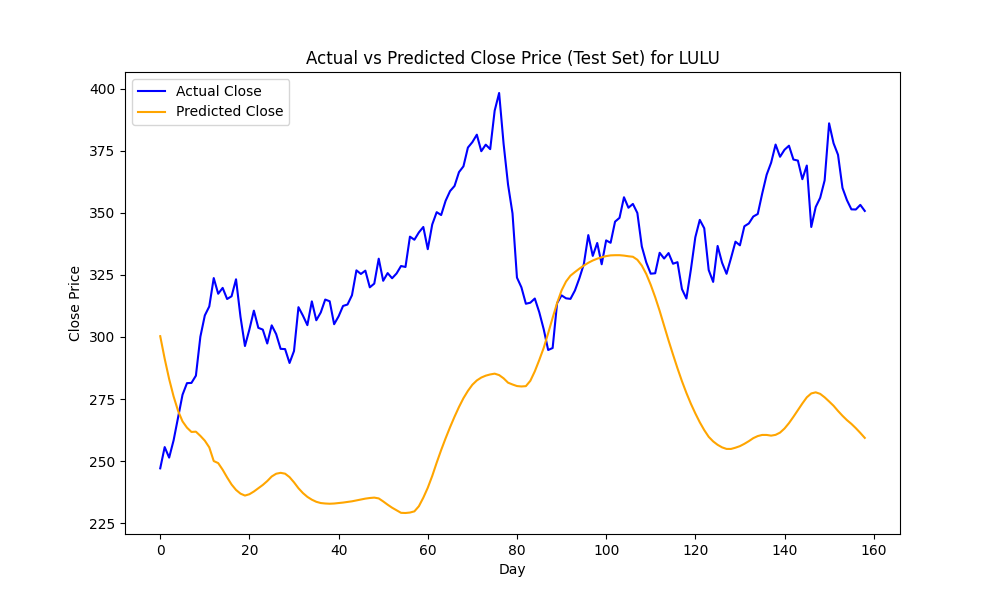 Actual vs Predicted Close Price (Test Set) for LULU
Actual Close
Predicted Close
Close Price
400
375
350
325
300
275
250
225
0 20 40 60 80 100 120 140 160
Day